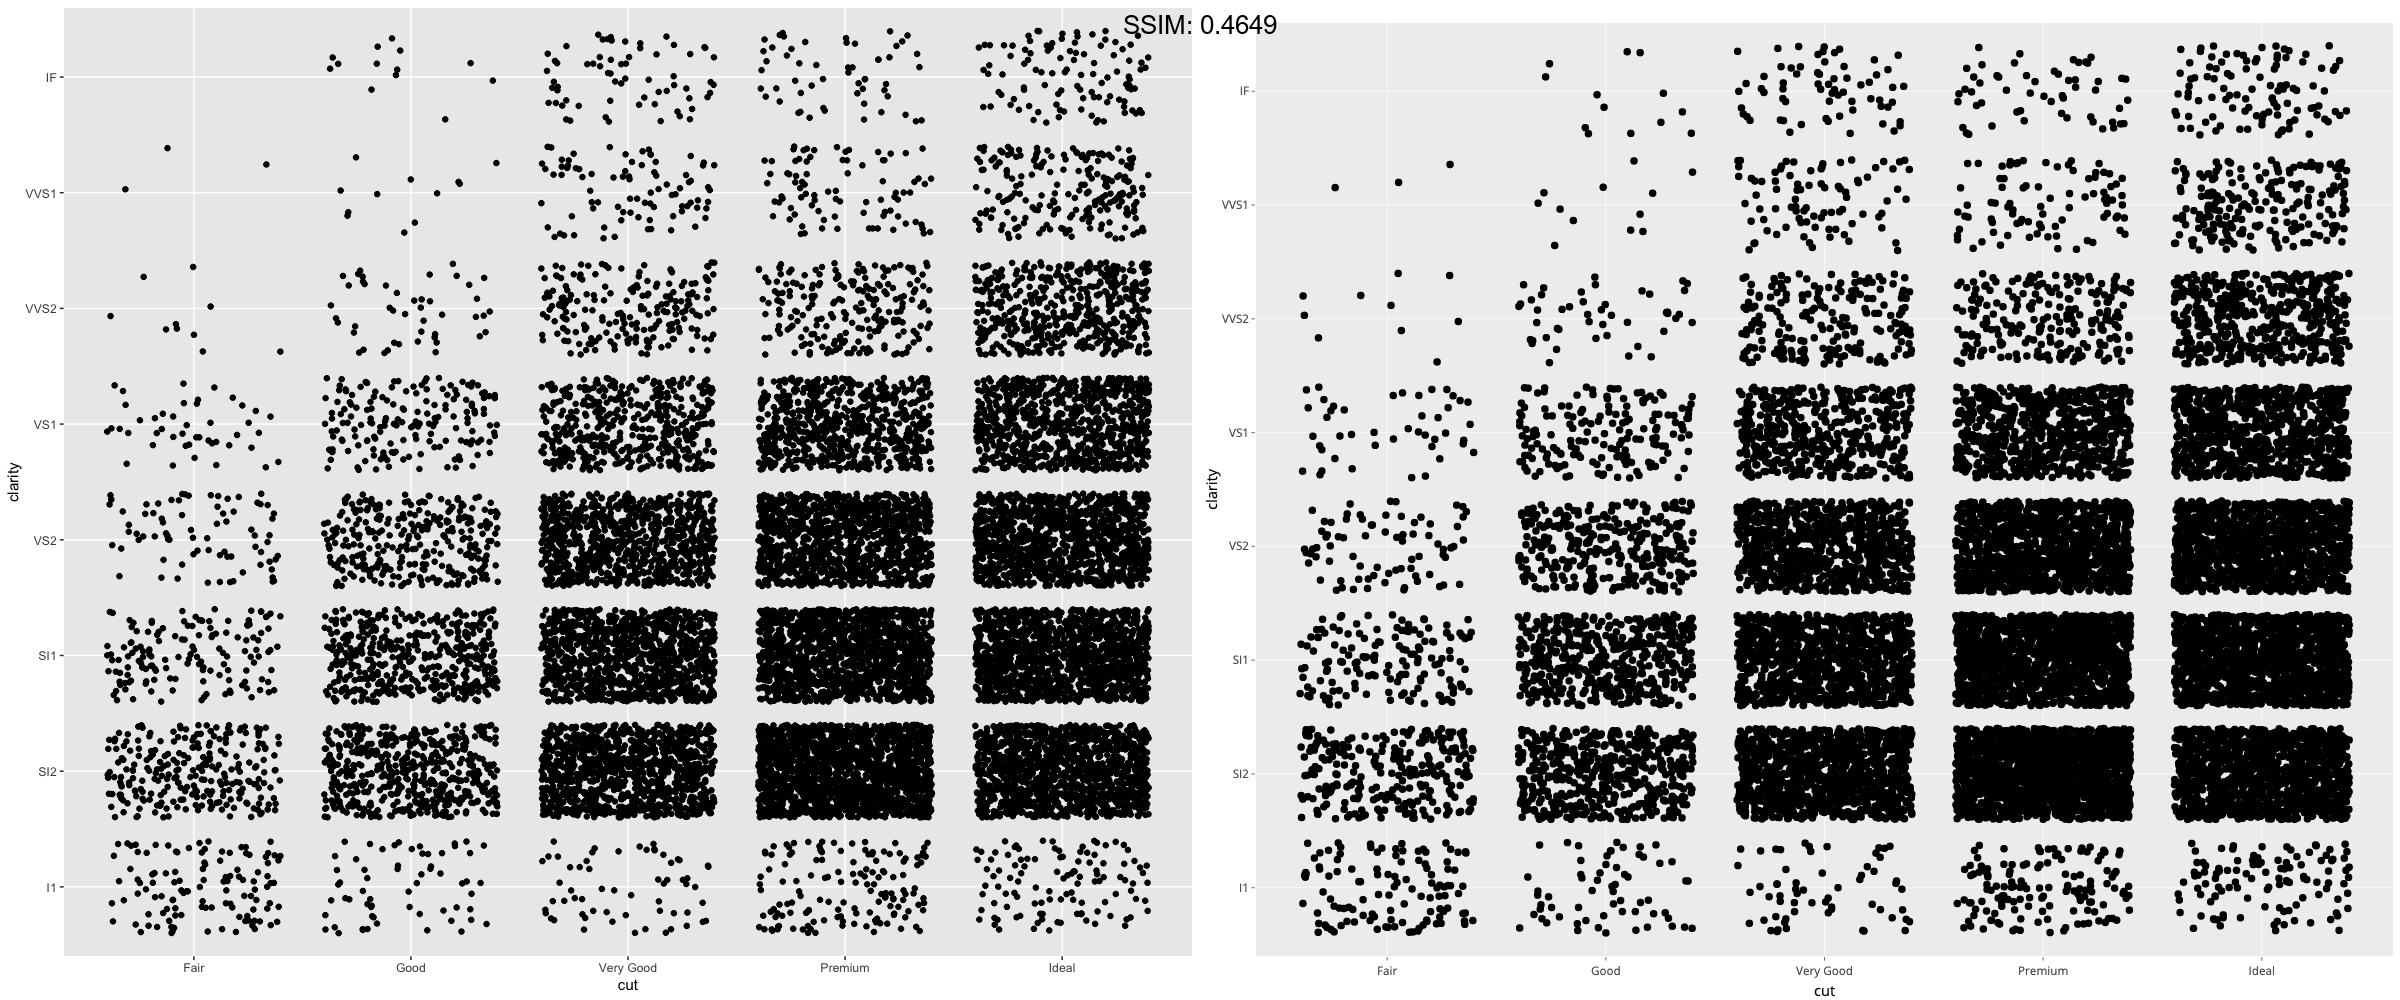 SSIM: 0.4649
clarity
IF
VVS1
VVS2
VS1
VS2
SI1
SI2
I1
Fair Good Very Good Premium Ideal
cut
clarity
IF
VVS1
VVS2
VS1
VS2
SI1
SI2
I1
Fair Good Very Good Premium Ideal
cut